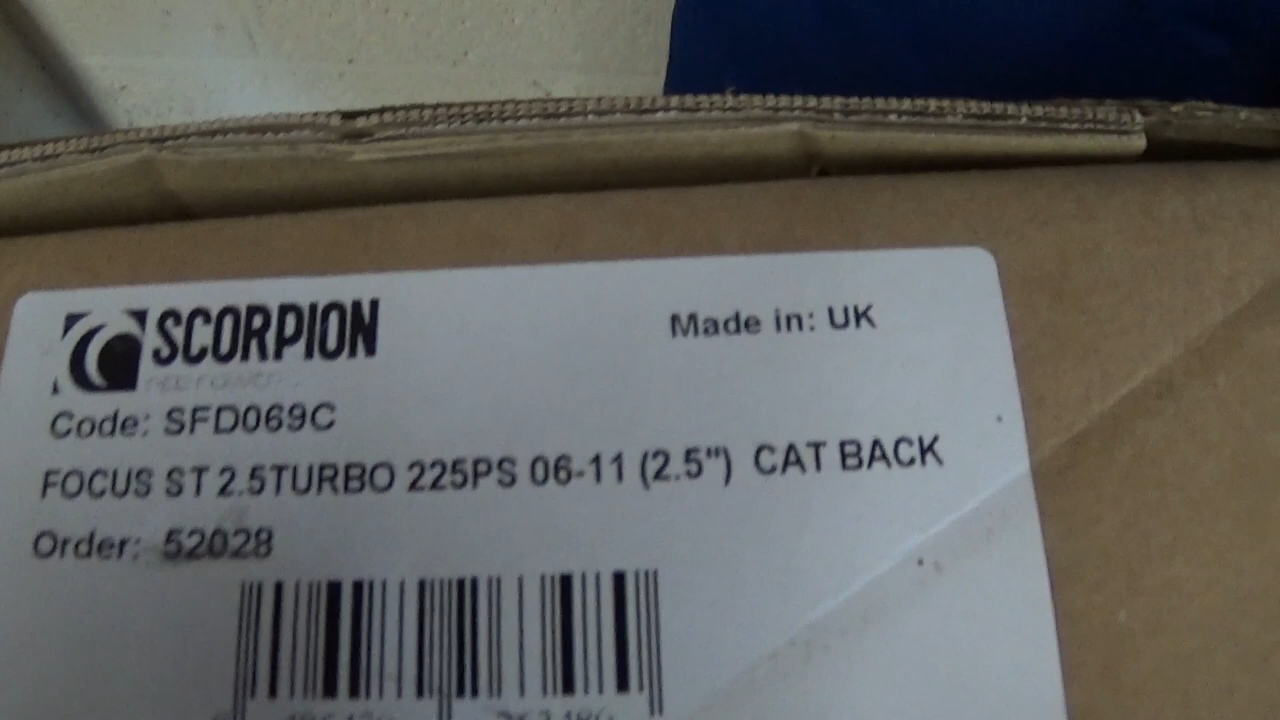 SCORPION
Made in: UK
Code: SFD069C
FOCUS ST 2.5TURBO 225PS 06-11 (2.5") CAT BACK
Order: 52028